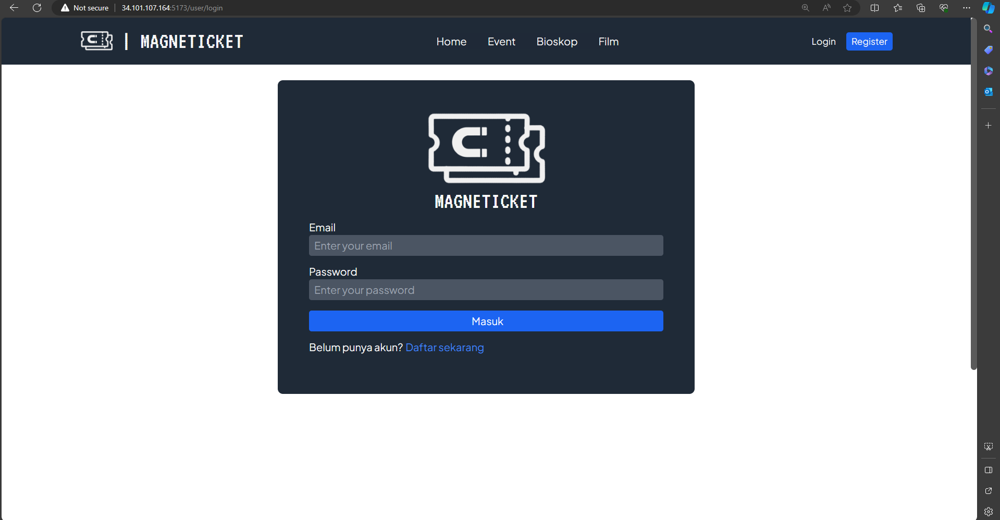 Not secure 34.101.107.164:5173/user/login
| MAGNETICKET Home Event Bioskop Film Login Register
MAGNETICKET
Email
Enter your email
Password
Enter your password
Masuk
Belum punya akun? Daftar sekarang